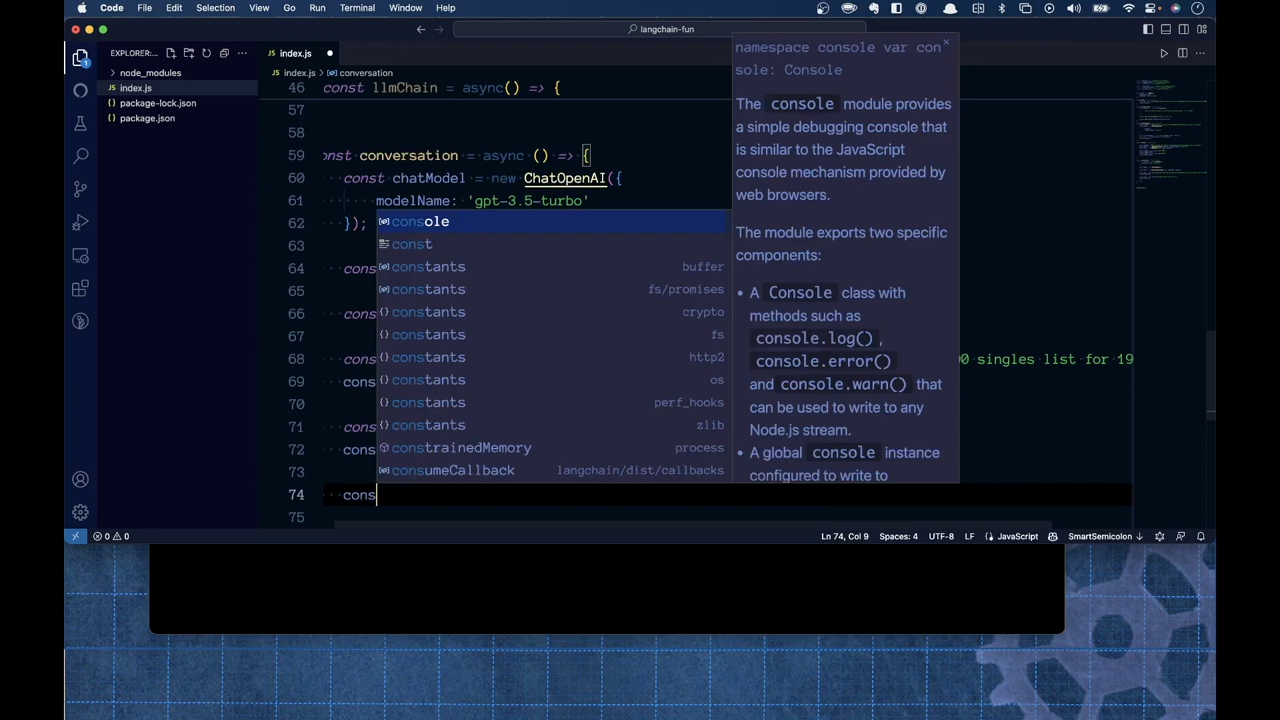 Code File Edit Selection View Go Run Terminal Window Help
langchain-fun
EXPLORER:...
index.js
node_modules
index.js
package-lock.json
package.json
1
index.js > conversation
46 const llmChain = async() => {
57
58
59 onst conversation = async () => {
60 const chatMod l = new ChatOpenAI({
61 modelName: 'gpt-3.5-turbo'
62 });
63
64 cons
65
66 cons
67
68 cons 0 singles list for 19
69 cons
70
71 cons
72 cons
73
74 cons
75
console
const
constants buffer
constants fs/promises
constants crypto
constants fs
constants http2
constants os
constants perf_hooks
constants zlib
constrainedMemory process
consumeCallback langchain/dist/callbacks
namespace console var con
sole: Console
The console module provides
a simple debugging console that
is similar to the JavaScript
console mechanism provided by
web browsers.
The module exports two specific
components:
• A Console class with
methods such as
console.log() ,
console.error()
and console.warn() that
can be used to write to any
Node.js stream.
• A global console instance
configured to write to
0 0 Ln 74, Col 9 Spaces: 4 UTF-8 LF JavaScript SmartSemicolon